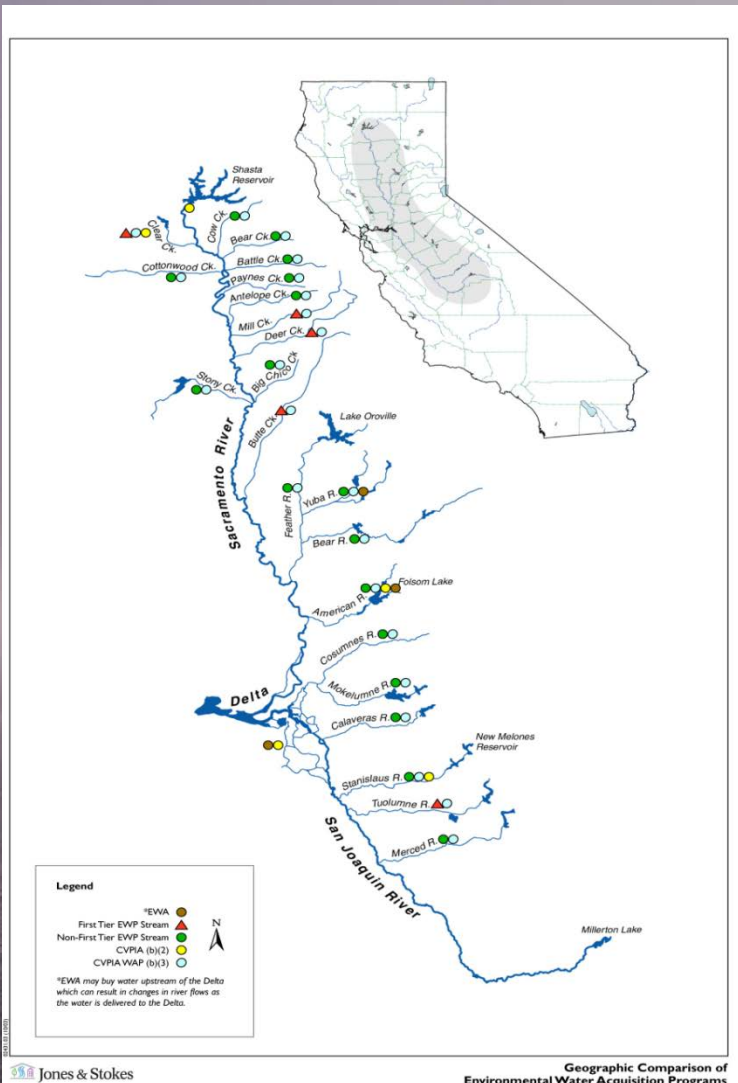 Shasta
Reservoir
Cow Ck.
Clear Ck.
Bear Ck.
Battle Ck.
Cottonwood Ck.
Paynes Ck.
Antelope Ck.
Mill Ck.
Deer Ck.
Big Chico Ck
Stony Ck.
Butte Ck.
Lake Oroville
Sacramento River
Feather R.
Yuba R.
Bear R.
Folsom Lake
American R.
Cosumnes R.
Delta
Mokelumne R.
Calaveras R.
New Melones
Reservoir
Stanislaus R.
Tuolumne R.
San Joaquin River
Merced R.
Millerton Lake
Legend
*EWA
First Tier EWP Stream
Non-First Tier EWP Stream
CVPIA (b)(2)
CVPIA WAP (b)(3)
N
*EWA may buy water upstream of the Delta
which can result in changes in river flows as
the water is delivered to the Delta.
Jones & Stokes
Geographic Comparison of
Environmental Water Acquisition Programs